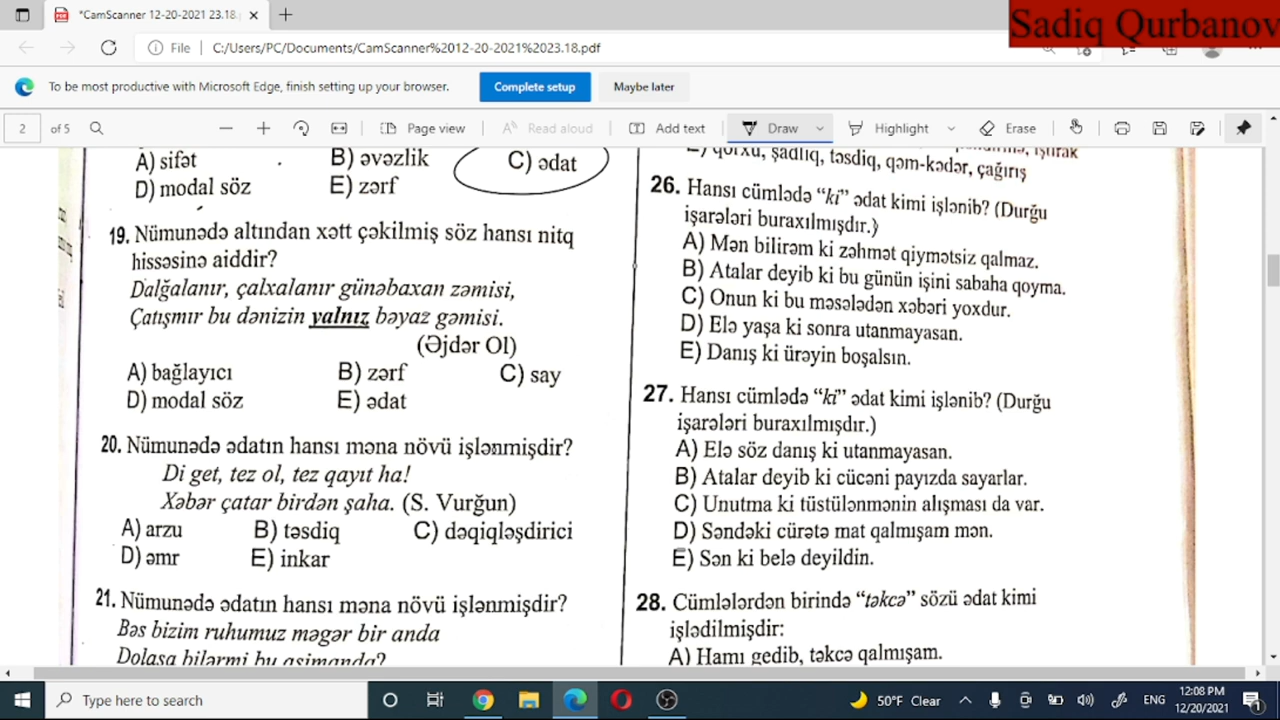 *CamScanner 12-20-2021 23.18.
Sadiq Qurbanov
File
C:/Users/PC/Documents/CamScanner%2012-20-2021%2023.18.pdf
To be most productive with Microsoft Edge, finish setting up your browser.
Complete setup
Maybe later
2 of 5
Page view
Read aloud
Add text
Draw
Highlight
Erase
A) sifət B) əvəzlik C) ədat
D) modal söz E) zərf
19. Nümunədə altından xətt çəkilmiş söz hansı nitq
hissəsinə aiddir?
Dalğalanır, çalxalanır günəbaxan zəmisi,
Çatışmır bu dənizin yalnız bəyaz gəmisi.
(Əjdər Ol)
A) bağlayıcı B) zərf C) say
D) modal söz E) ədat
20. Nümunədə ədatın hansı məna növü işlənmişdir?
Di get, tez ol, tez qayıt ha!
Xəbər çatar birdən şaha. (S. Vurğun)
A) arzu B) təsdiq C) dəqiqləşdirici
D) əmr E) inkar
21. Nümunədə ədatın hansı məna növü işlənmişdir?
Bəs bizim ruhumuz məgər bir anda
Dolaşa bilərmi bu asimanda?
E) qorxu, şadlıq, təsdiq, qəm-kədər, çağırış
26. Hansı cümlədə “ki” ədat kimi işlənib? (Durğu
işarələri buraxılmışdır.)
A) Mən bilirəm ki zəhmət qiymətsiz qalmaz.
B) Atalar deyib ki bu günün işini sabaha qoyma.
C) Onun ki bu məsələdən xəbəri yoxdur.
D) Elə yaşa ki sonra utanmayasan.
E) Danış ki ürəyin boşalsın.
27. Hansı cümlədə “ki” ədat kimi işlənib? (Durğu
işarələri buraxılmışdır.)
A) Elə söz danış ki utanmayasan.
B) Atalar deyib ki cücəni payızda sayarlar.
C) Unutma ki tüstülənmənin alışması da var.
D) Səndəki cürətə mat qalmışam mən.
E) Sən ki belə deyildin.
28. Cümlələrdən birində “təkcə” sözü ədat kimi
işlədilmişdir:
A) Hamı gedib, təkcə qalmışam.
Type here to search
50°F Clear
ENG
12:08 PM
12/20/2021
1